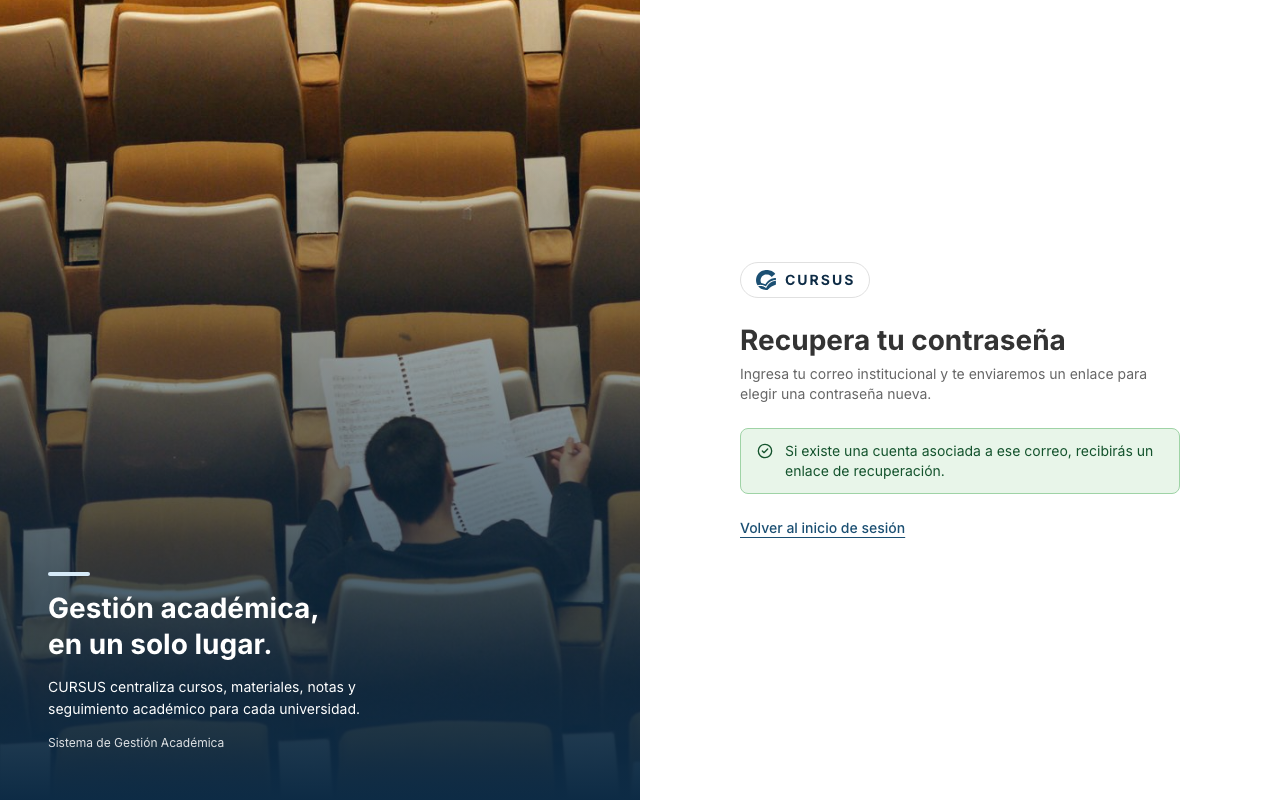 CURSUS
Recupera tu contraseña
Ingresa tu correo institucional y te enviaremos un enlace para
elegir una contraseña nueva.
Si existe una cuenta asociada a ese correo, recibirás un
enlace de recuperación.
Volver al inicio de sesión
Gestión académica,
en un solo lugar.
CURSUS centraliza cursos, materiales, notas y
seguimiento académico para cada universidad.
Sistema de Gestión Académica